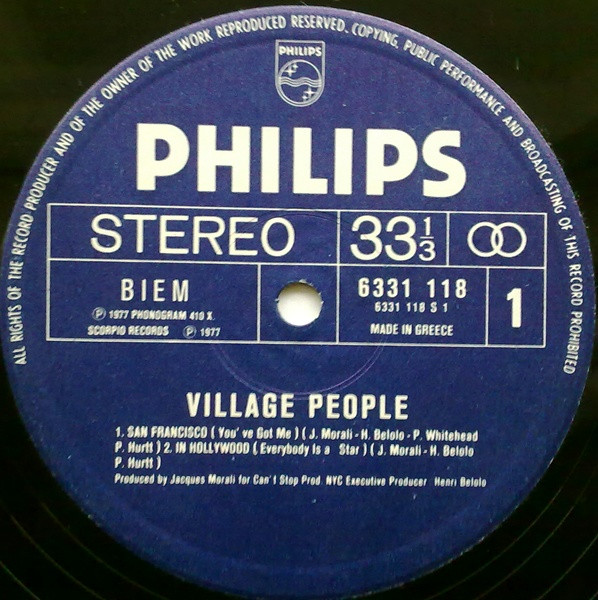 ALL RIGHTS OF THE RECORD PRODUCER AND OF THE OWNER OF THE WORK REPRODUCED RESERVED. COPYING, PUBLIC PERFORMANCE AND BROADCASTING OF THIS RECORD PROHIBITED
PHILIPS
PHILIPS
STEREO 33 1/3
BIEM 6331 118 1
6331 118 S 1
℗ 1977 PHONOGRAM 410 X.
SCORPIO RECORDS ℗ 1977 MADE IN GREECE
VILLAGE PEOPLE
1. SAN FRANCISCO ( You' ve Got Me ) ( J. Morali - H. Belolo - P. Whitehead
P. Hurtt ) 2. IN HOLLYWOOD ( Everybody Is a Star ) ( J. Morali - H. Belolo
P. Hurtt )
Produced by Jacques Morali for Can' t Stop Prod. NYC Executive Producer Henri Belolo